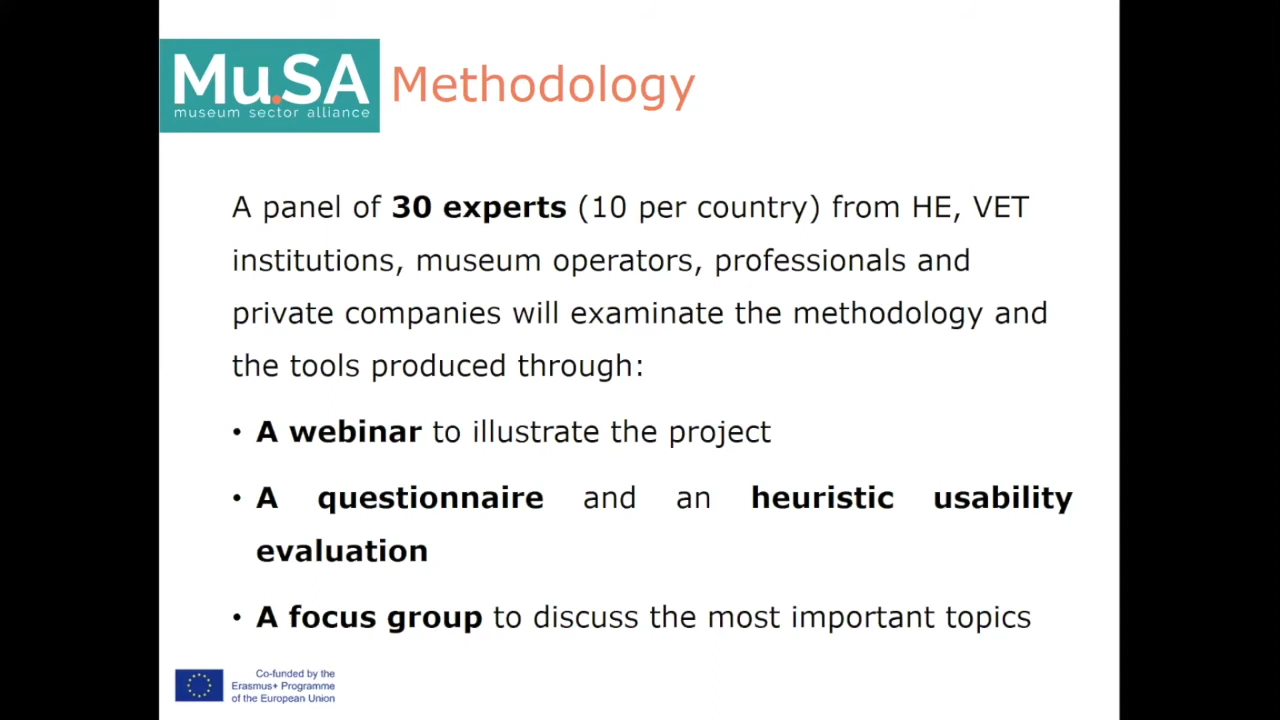 Mu.SA
museum sector alliance
Methodology
A panel of 30 experts (10 per country) from HE, VET
institutions, museum operators, professionals and
private companies will examine the methodology and
the tools produced through:
• A webinar to illustrate the project
• A questionnaire and an heuristic usability
evaluation
• A focus group to discuss the most important topics
Co-funded by the
Erasmus+ Programme
of the European Union